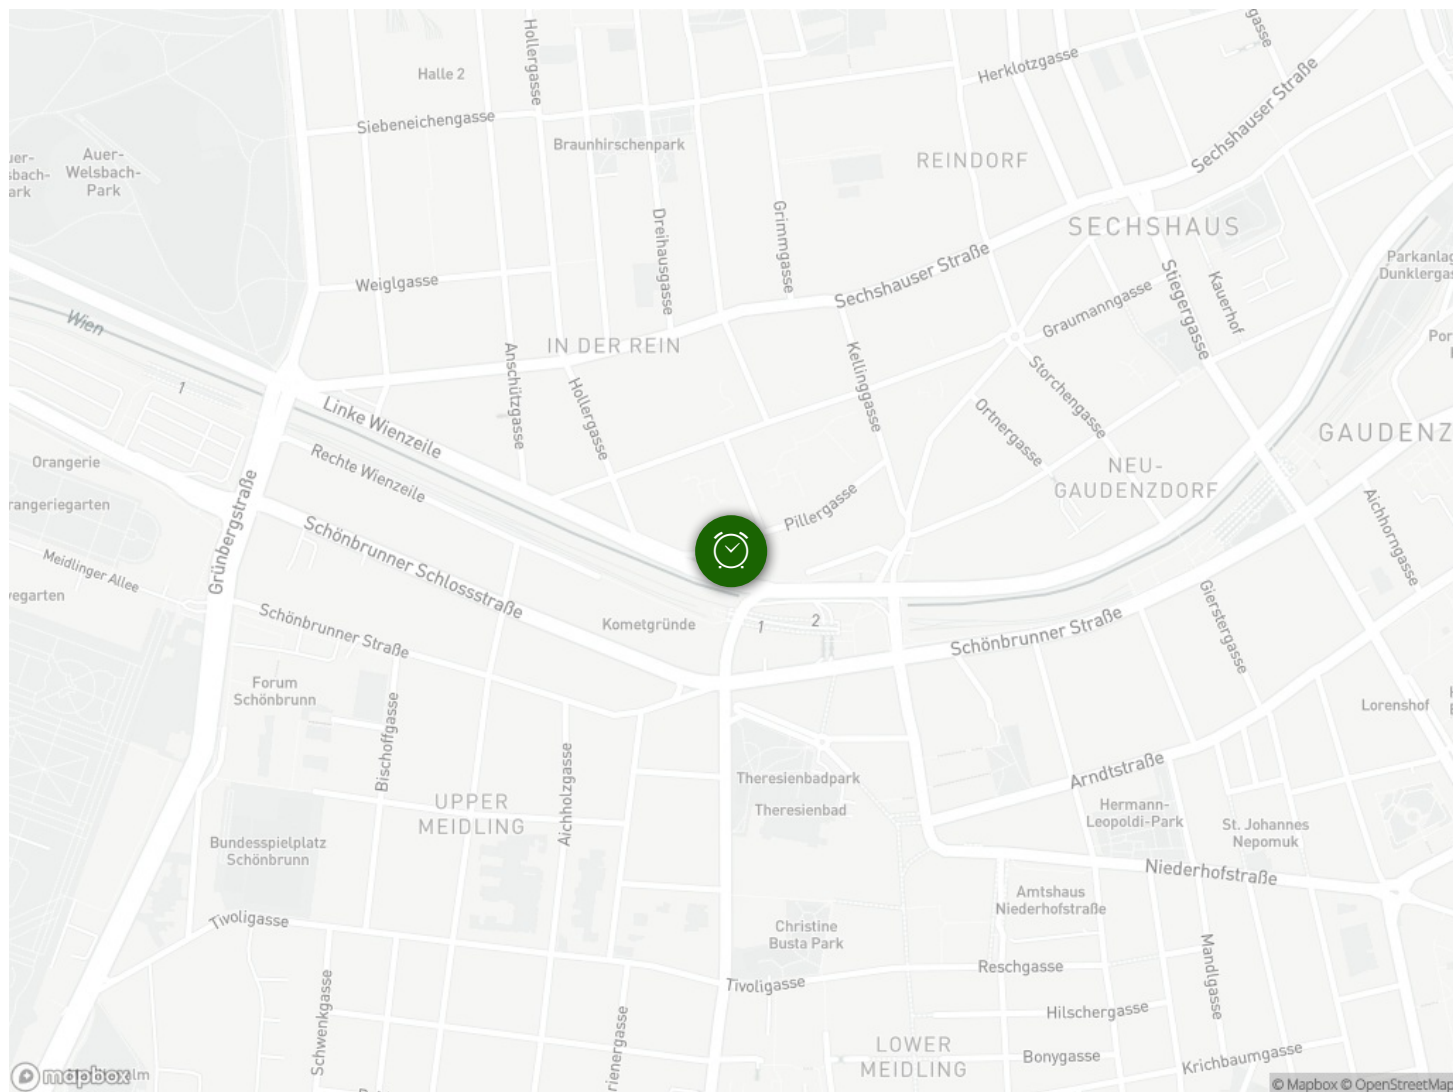 Halle 2
Hollergasse
Herklotzgasse
Sechshauser Straße
Siebeneichengasse
Braunhirschenpark
REINDORF
Auer-
Welsbach-
Park
SECHSHAUS
Grimmgasse
Dreihausgasse
Parkanlag
Dunklergas
Weiglgasse
Sechshauser Straße
Stiegergasse
Kauerhof
Graumanngasse
Wien
1
IN DER REIN
Anschützgasse
Hollergasse
Kellinggasse
Storchengasse
Ortnergasse
Linke Wienzeile
Rechte Wienzeile
GAUDENZ
NEU-
GAUDENZDORF
Orangerie
rangeriegarten
Grünbergstraße
Pillergasse
Aichhorngasse
Schönbrunner Schlossstraße
Meidlinger Allee
Gierstergasse
Schönbrunner Straße
Kometgründe
1
2
Schönbrunner Straße
Forum
Schönbrunn
Bischoffgasse
Lorenshof
Aichholzgasse
Theresienbadpark
Theresienbad
Arndtstraße
UPPER
MEIDLING
Hermann-
Leopoldi-Park
St. Johannes
Nepomuk
Bundesspielplatz
Schönbrunn
Niederhofstraße
Amtshaus
Niederhofstraße
Tivoligasse
Christine
Busta Park
Mandlgasse
Reschgasse
Tivoligasse
Schwenkgasse
Hilschergasse
rienergasse
LOWER
MEIDLING
Bonygasse
Krichbaumgasse
mapbox
© Mapbox © OpenStreetMap